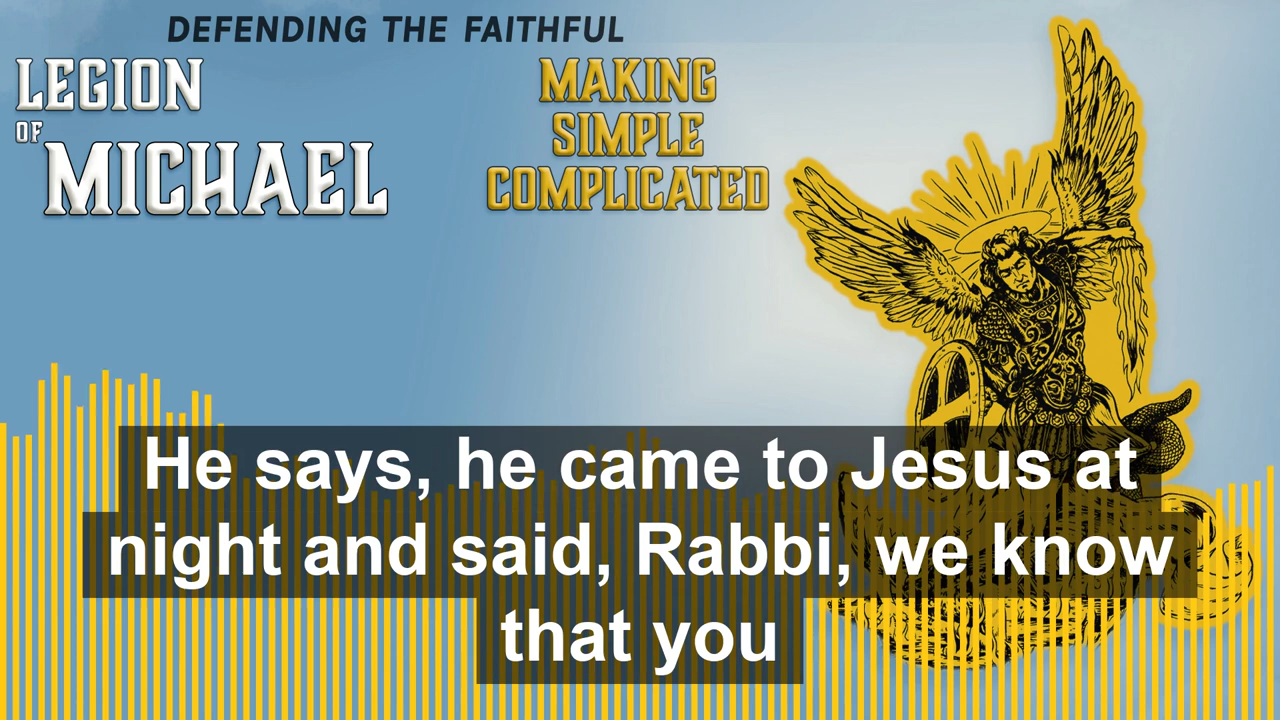 DEFENDING THE FAITHFUL
LEGION
OF
MICHAEL
MAKING
SIMPLE
COMPLICATED
He says, he came to Jesus at
night and said, Rabbi, we know
that you